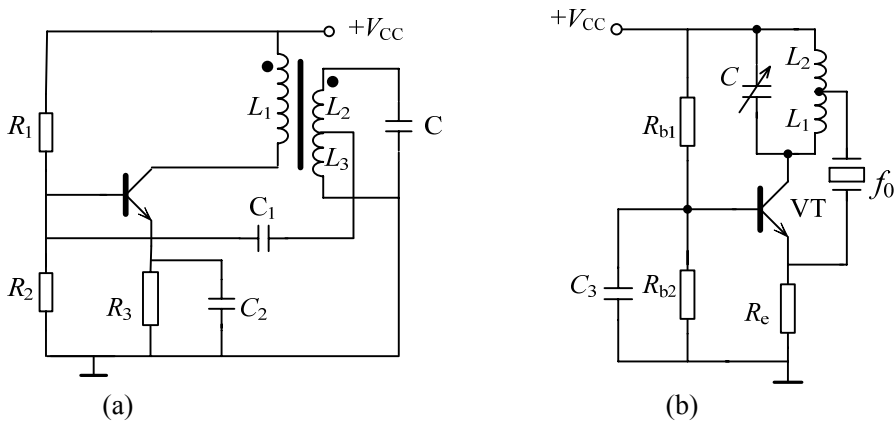 +VCC
L1
L2
C
R1
L3
C1
R2
R3
C2
(a)
+VCC
C
L2
L1
Rb1
f0
VT
C3
Rb2
Re
(b)